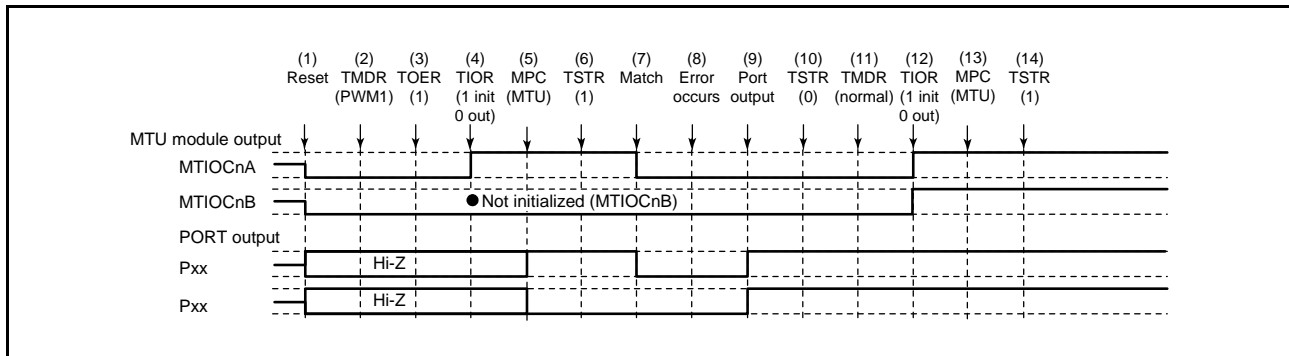 (1) (2) (3) (4) (5) (6) (7) (8) (9) (10) (11) (12) (13) (14)
Reset TMDR TOER TIOR MPC TSTR Match Error Port TSTR TMDR TIOR MPC TSTR
(PWM1) (1) (1 init (MTU) (1) occurs output (0) (normal) (1 init (MTU) (1)
0 out) 0 out)
MTU module output
MTIOCnA
MTIOCnB ●Not initialized (MTIOCnB)
PORT output
Pxx Hi-Z
Pxx Hi-Z